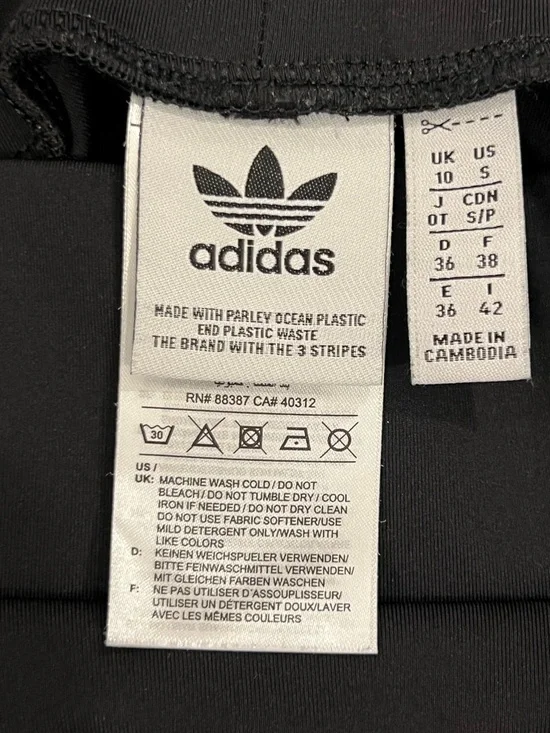 adidas
MADE WITH PARLEY OCEAN PLASTIC
END PLASTIC WASTE
THE BRAND WITH THE 3 STRIPES
UK US
10 S
J CDN
OT S/P
D F
36 38
E I
36 42
MADE IN
CAMBODIA
RN# 88387 CA# 40312
30
US /
UK: MACHINE WASH COLD / DO NOT
BLEACH / DO NOT TUMBLE DRY / COOL
IRON IF NEEDED / DO NOT DRY CLEAN
DO NOT USE FABRIC SOFTENER/USE
MILD DETERGENT ONLY/WASH WITH
LIKE COLORS
D: KEINEN WEICHSPUELER VERWENDEN/
BITTE FEINWASCHMITTEL VERWENDEN/
MIT GLEICHEN FARBEN WASCHEN
F: NE PAS UTILISER D'ASSOUPLISEUR/
UTILISER UN DÉTERGENT DOUX/LAVER
AVEC LES MÊMES COULEURS